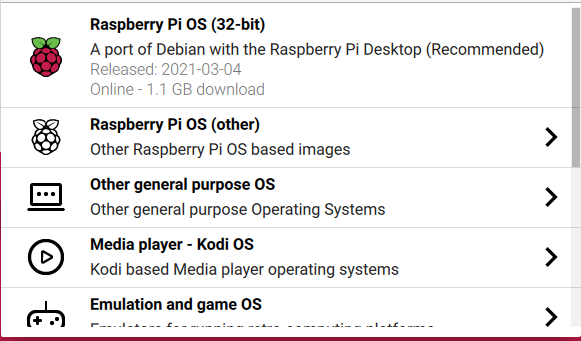 Raspberry Pi OS (32-bit)
A port of Debian with the Raspberry Pi Desktop (Recommended)
Released: 2021-03-04
Online - 1.1 GB download
Raspberry Pi OS (other)
Other Raspberry Pi OS based images
Other general purpose OS
Other general purpose Operating Systems
Media player - Kodi OS
Kodi based Media player operating systems
Emulation and game OS
Emulators for running retro-computing platforms